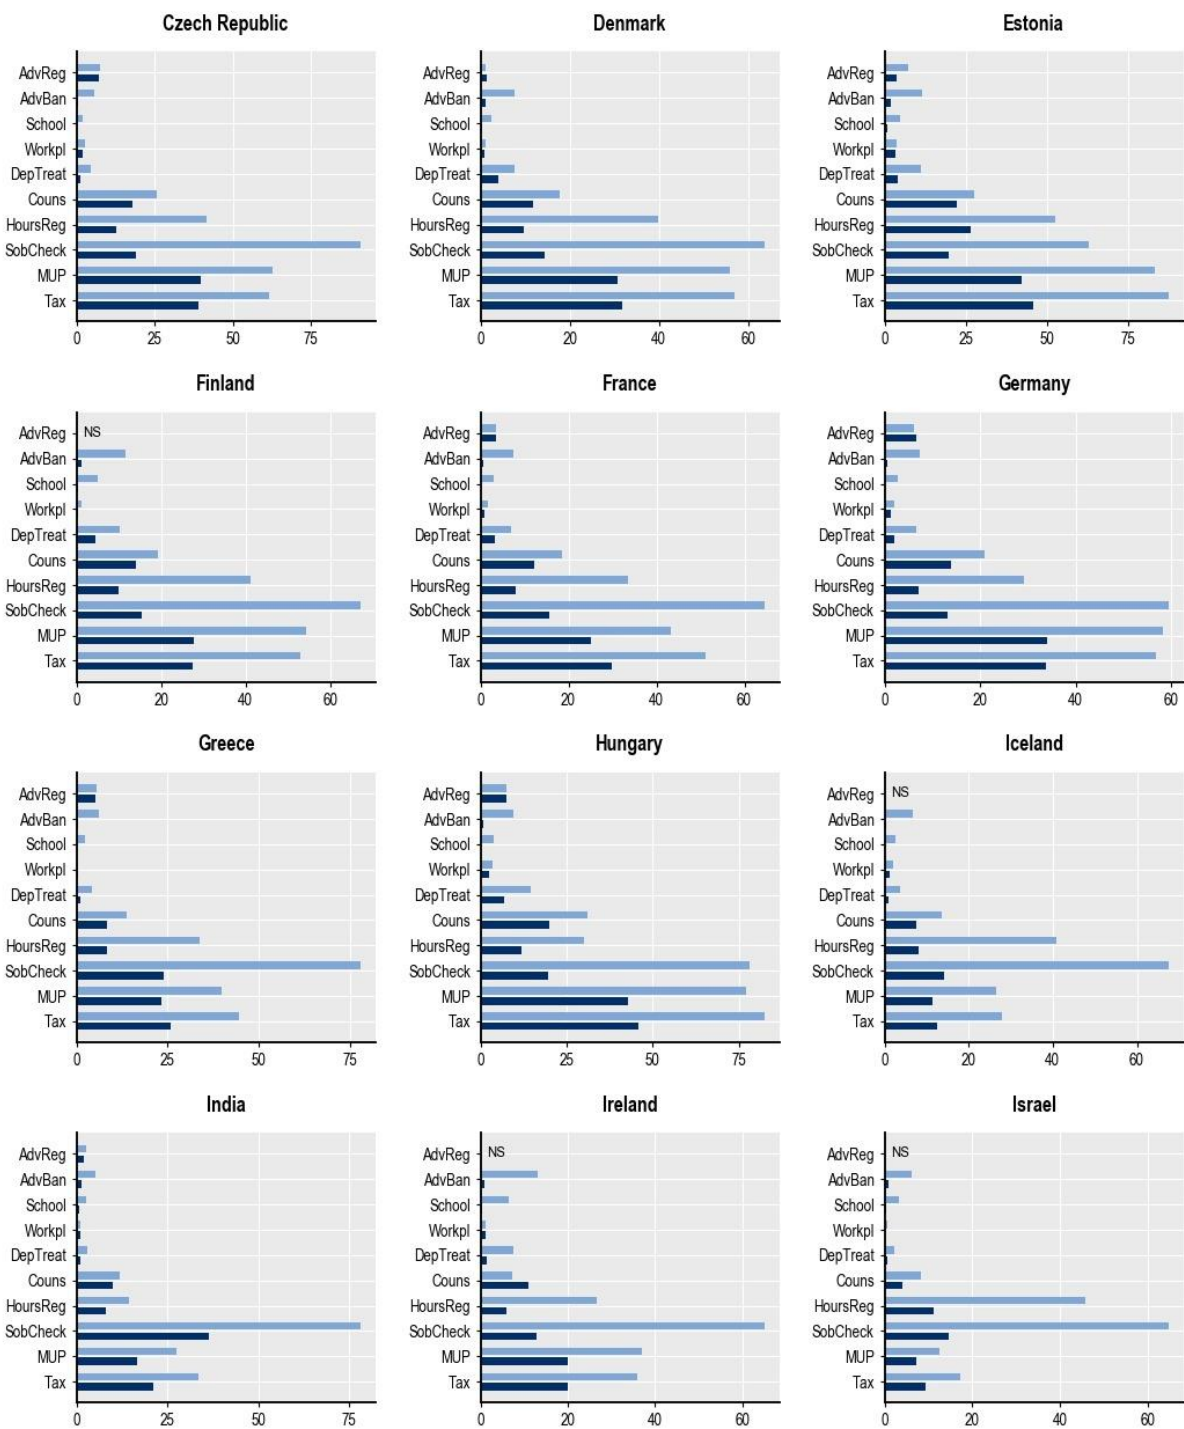 Czech Republic
AdvReg
AdvBan
School
Workpl
DepTreat
Couns
HoursReg
SobCheck
MUP
Tax
0 25 50 75
Denmark
AdvReg
AdvBan
School
Workpl
DepTreat
Couns
HoursReg
SobCheck
MUP
Tax
0 20 40 60
Estonia
AdvReg
AdvBan
School
Workpl
DepTreat
Couns
HoursReg
SobCheck
MUP
Tax
0 25 50 75
Finland
AdvReg NS
AdvBan
School
Workpl
DepTreat
Couns
HoursReg
SobCheck
MUP
Tax
0 20 40 60
France
AdvReg
AdvBan
School
Workpl
DepTreat
Couns
HoursReg
SobCheck
MUP
Tax
0 20 40 60
Germany
AdvReg
AdvBan
School
Workpl
DepTreat
Couns
HoursReg
SobCheck
MUP
Tax
0 20 40 60
Greece
AdvReg
AdvBan
School
Workpl
DepTreat
Couns
HoursReg
SobCheck
MUP
Tax
0 25 50 75
Hungary
AdvReg
AdvBan
School
Workpl
DepTreat
Couns
HoursReg
SobCheck
MUP
Tax
0 25 50 75
Iceland
AdvReg NS
AdvBan
School
Workpl
DepTreat
Couns
HoursReg
SobCheck
MUP
Tax
0 20 40 60
India
AdvReg
AdvBan
School
Workpl
DepTreat
Couns
HoursReg
SobCheck
MUP
Tax
0 25 50 75
Ireland
AdvReg NS
AdvBan
School
Workpl
DepTreat
Couns
HoursReg
SobCheck
MUP
Tax
0 20 40 60
Israel
AdvReg NS
AdvBan
School
Workpl
DepTreat
Couns
HoursReg
SobCheck
MUP
Tax
0 20 40 60